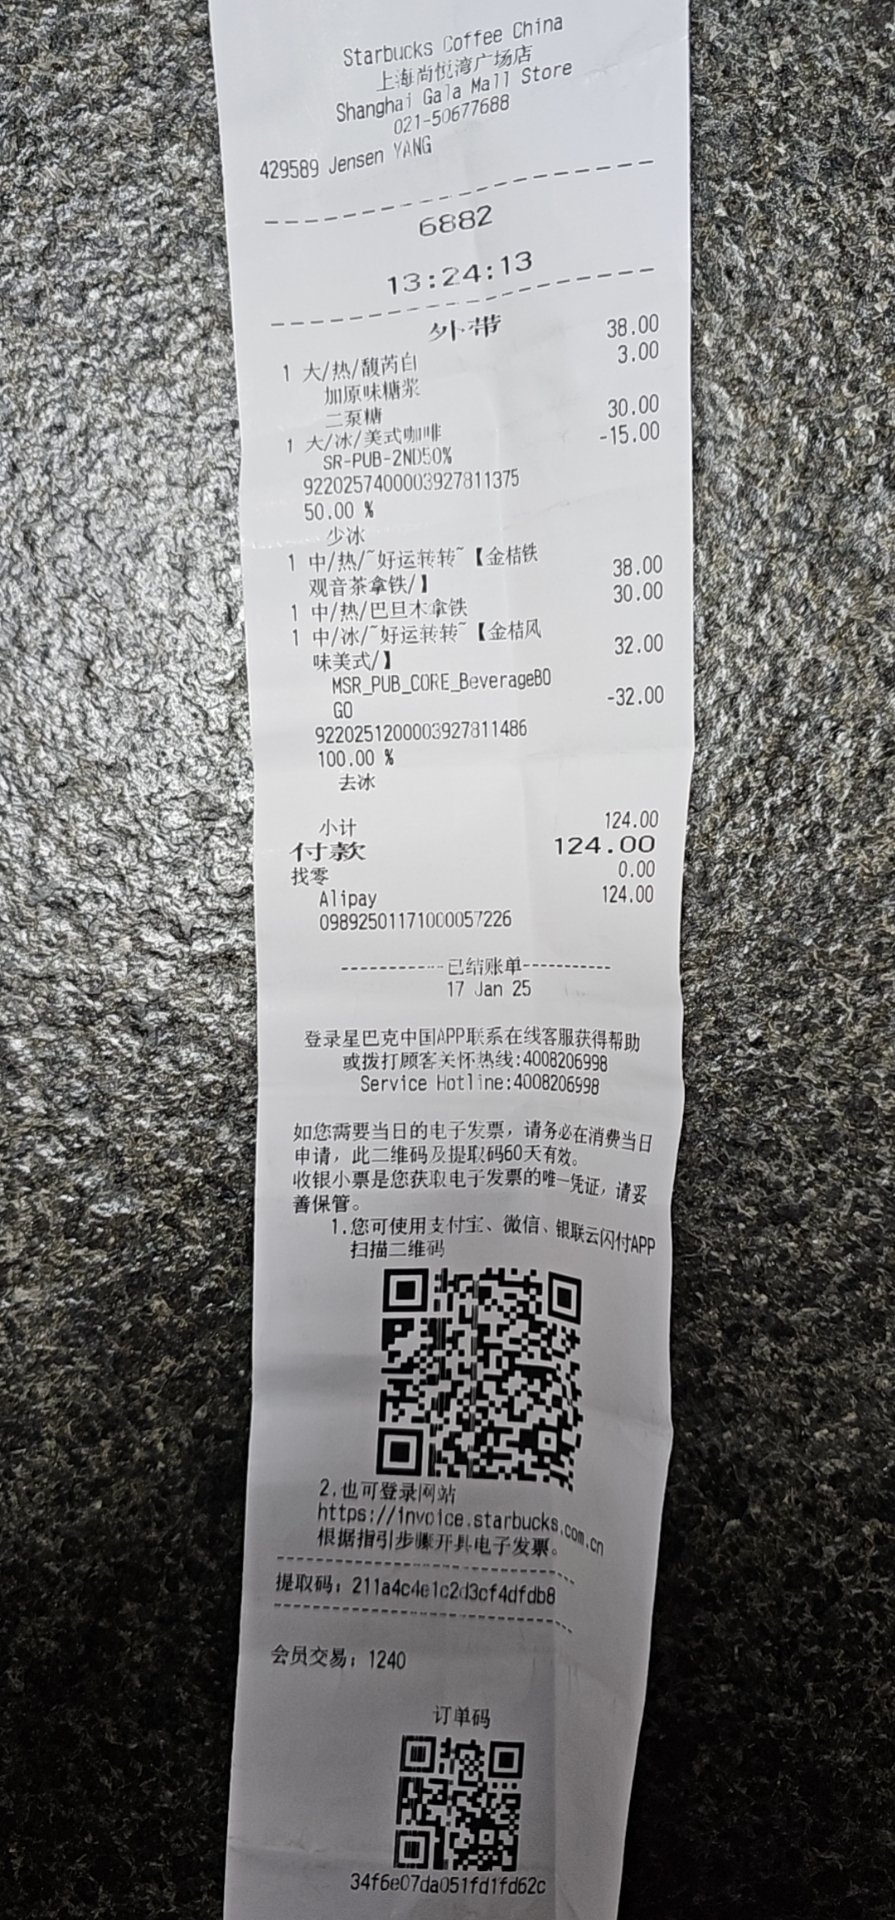 Starbucks Coffee China
上海尚悦湾广场店
Shanghai Gala Mall Store
021-50677688
429589 Jensen YANG
6882
13:24:13
外带
1 大/热/馥芮白 38.00
加原味糖浆 3.00
二泵糖
1 大/冰/美式咖啡 30.00
SR-PUB-2ND50% -15.00
9220257400003927811375
50.00 %
少冰
1 中/热/~好运转转~【金桔铁
观音茶拿铁/】 38.00
1 中/热/巴旦木拿铁 30.00
1 中/冰/~好运转转~【金桔风
味美式/】 32.00
MSR_PUB_CORE_BeverageBO
GO -32.00
9220251200003927811486
100.00 %
去冰
小计 124.00
付款 124.00
找零 0.00
Alipay 124.00
09892501171000057226
------------已结账单-----------
17 Jan 25
登录星巴克中国APP联系在线客服获得帮助
或拨打顾客关怀热线:4008206998
Service Hotline:4008206998
如您需要当日的电子发票，请务必在消费当日
申请，此二维码及提取码60天有效。
收银小票是您获取电子发票的唯一凭证，请妥
善保管。
1.您可使用支付宝、微信、银联云闪付APP
扫描二维码
2.也可登录网站
https://invoice.starbucks.com.cn
根据指引步骤开具电子发票。
提取码：211a4c4e1c2d3cf4dfdb8
会员交易：1240
订单码
34f6e07da051fd1fd62c